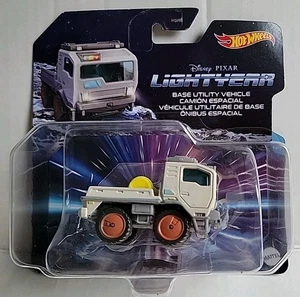 Hot Wheels
Disney · PIXAR
LIGHTYEAR
BASE UTILITY VEHICLE
CAMIÓN ESPACIAL
VÉHICULE UTILITAIRE DE BASE
ÔNIBUS ESPACIAL
MATTEL